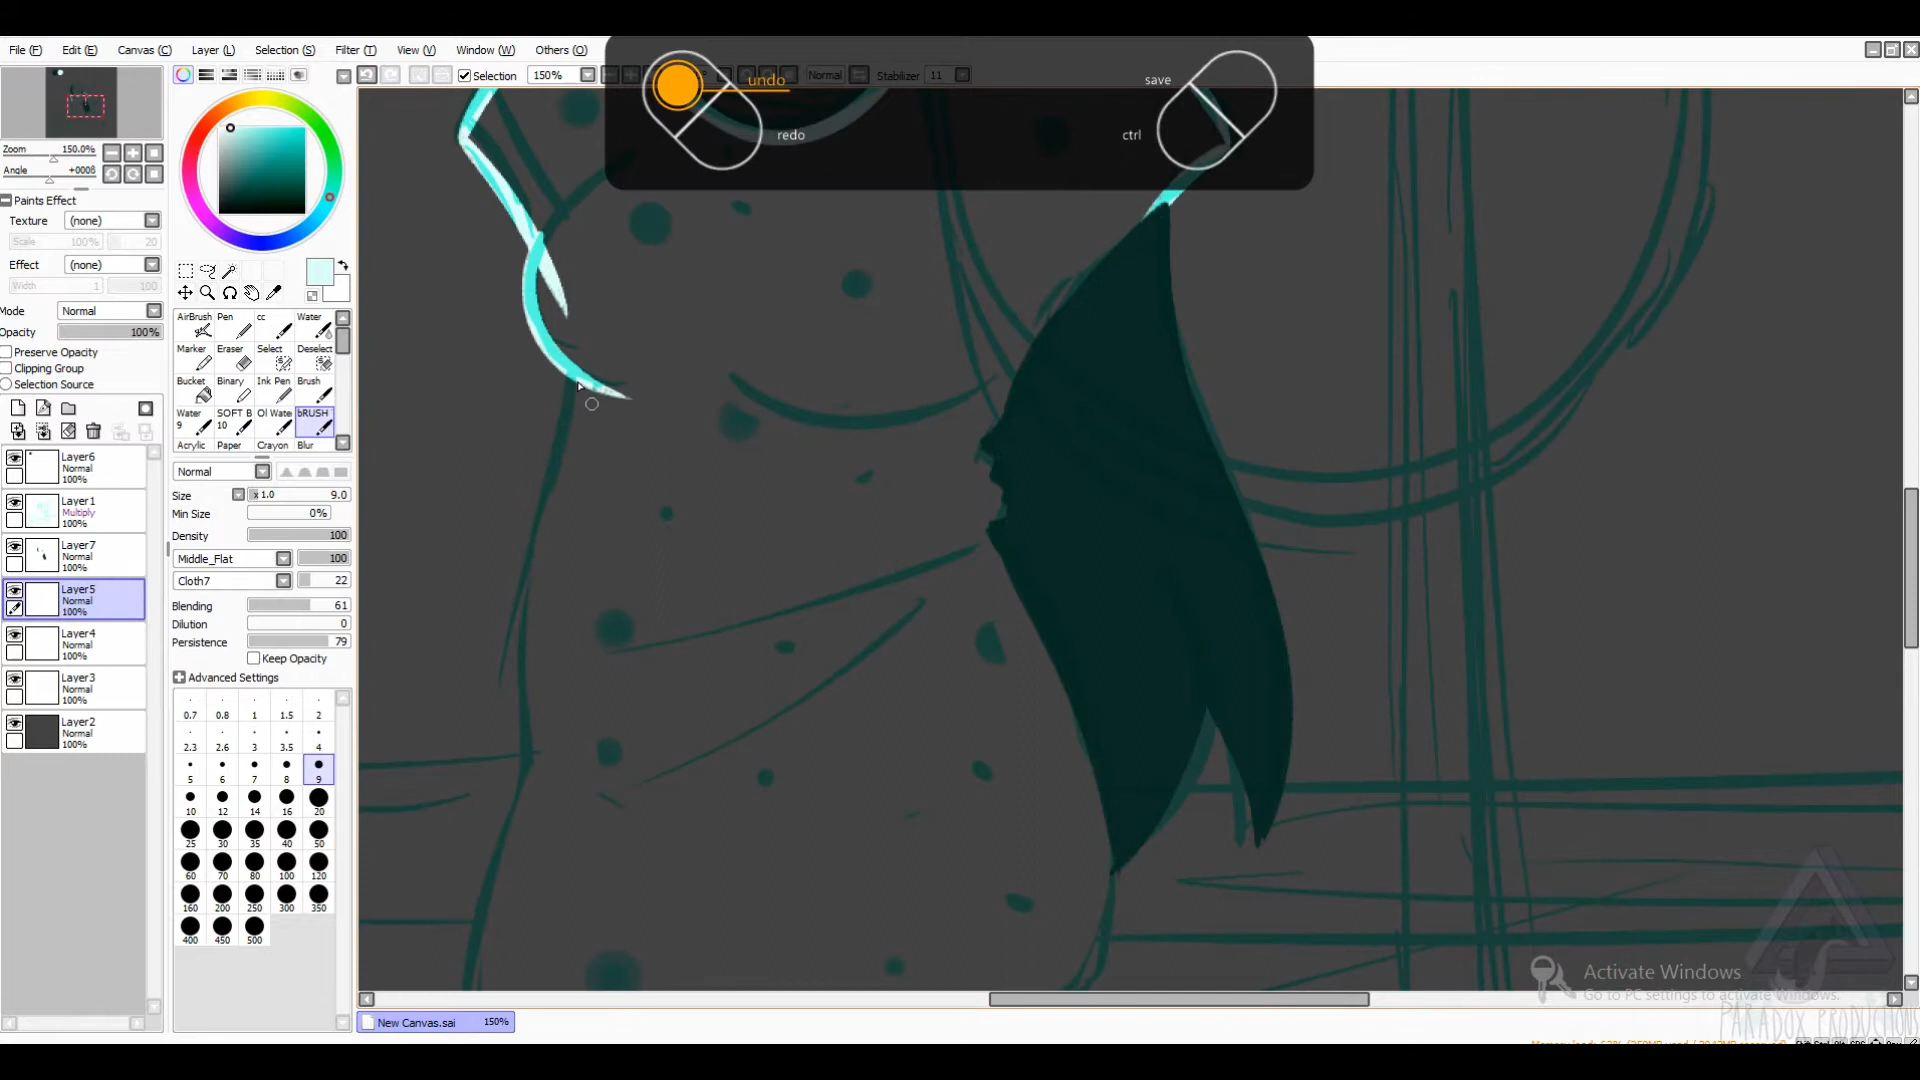 File (F)
Edit (E)
Canvas (C)
Layer (L)
Selection (S)
Filter (T)
View (V)
Window (W)
Others (O)
Selection
150%
Normal
Stabilizer
11
undo
redo
save
ctrl
Zoom
150.0%
Angle
Paints Effect
Texture
(none)
Scale
100%
20
Effect
(none)
Width
1
100
Mode
Normal
Opacity
100%
Preserve Opacity
Clipping Group
Selection Source
Layer6
Normal
100%
Layer1
Multiply
100%
Layer7
Normal
100%
Layer5
Normal
100%
Layer4
Normal
100%
Layer3
Normal
100%
Layer2
Normal
100%
AirBrush
Pen
cc
Water
Marker
Eraser
Select
Deselect
Bucket
Binary
Ink Pen
Brush
Water
9
SOFT B
10
Ol Wate
bRUSH
Acrylic
Paper
Crayon
Blur
Normal
Size
x 1.0
9.0
Min Size
0%
Density
100
Middle_Flat
100
Cloth7
22
Blending
61
Dilution
0
Persistence
79
Keep Opacity
Advanced Settings
0.7 0.8 1 1.5 2
2.3 2.6 3 3.5 4
5 6 7 8 9
10 12 14 16 20
25 30 35 40 50
60 70 80 100 120
160 200 250 300 350
400 450 500
New Canvas.sai
150%
Activate Windows
Go to PC settings to activate Windows.
PARADOX PRODUCTIONS